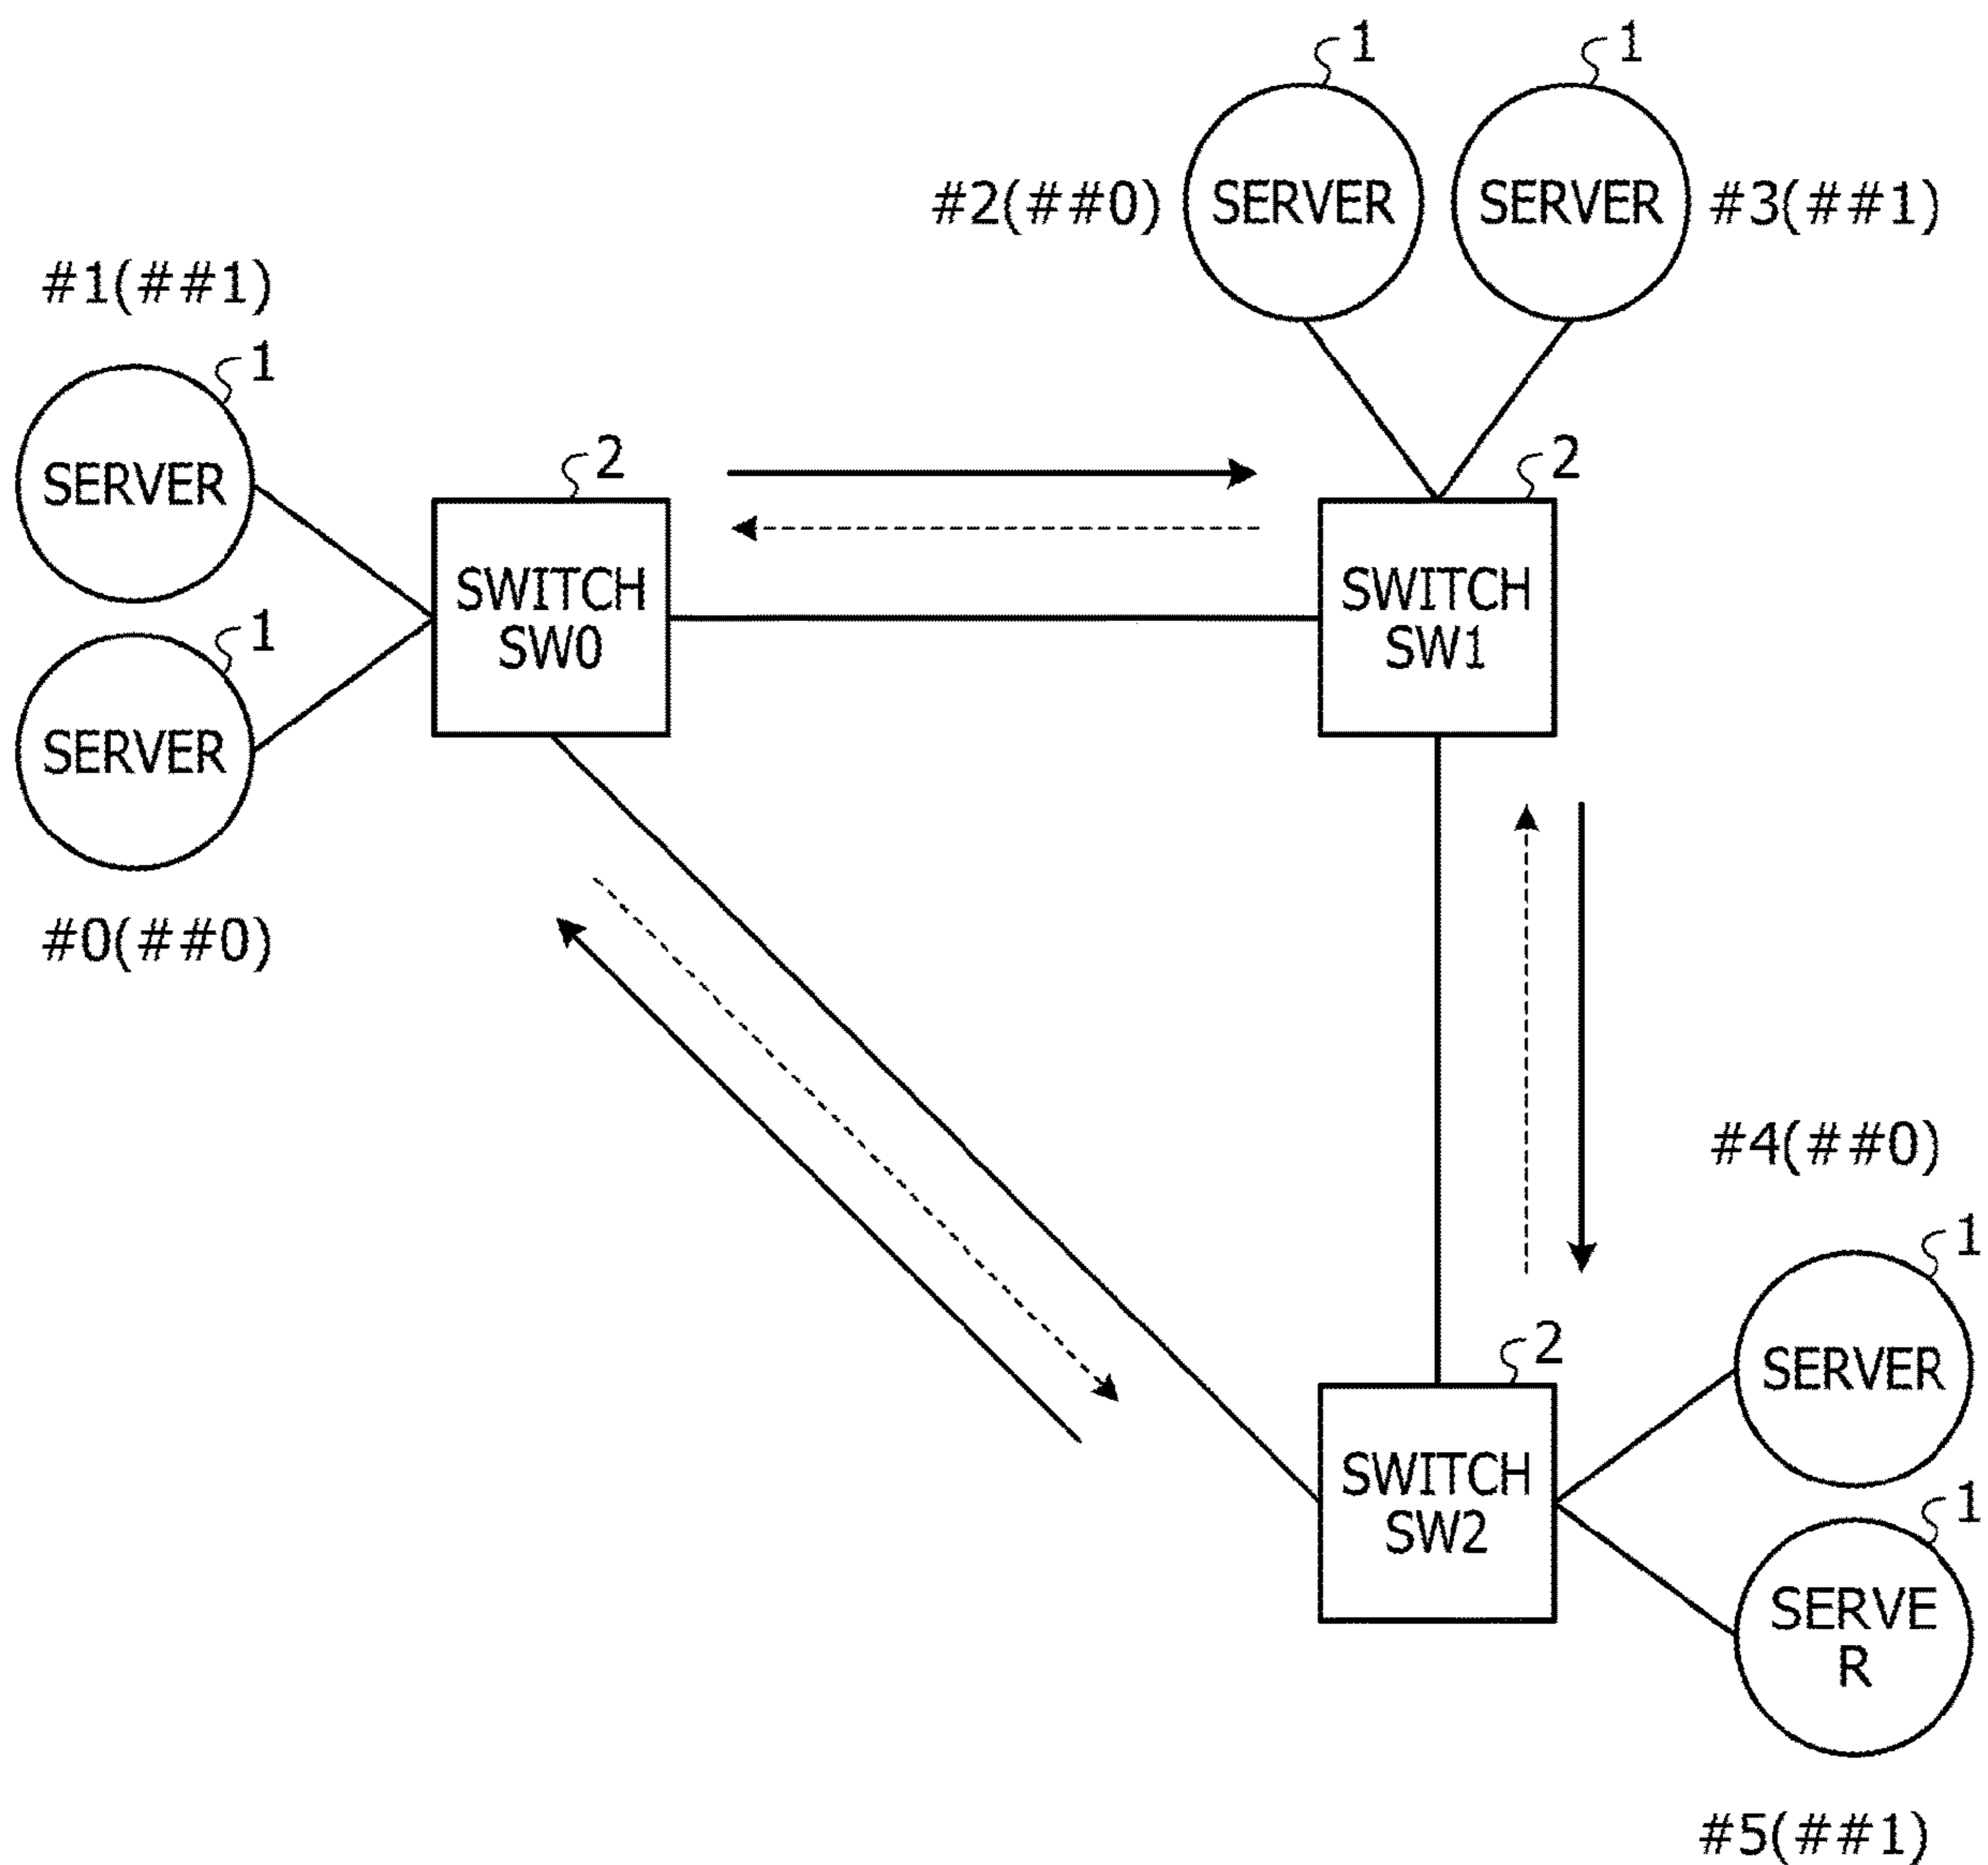 1
1
#2(##0)
SERVER
SERVER
#3(##1)
#1(##1)
1
SERVER
2
2
SWITCH
SW0
SWITCH
SW1
1
SERVER
#0(##0)
#4(##0)
1
2
SERVER
SWITCH
SW2
1
SERVE
R
#5(##1)